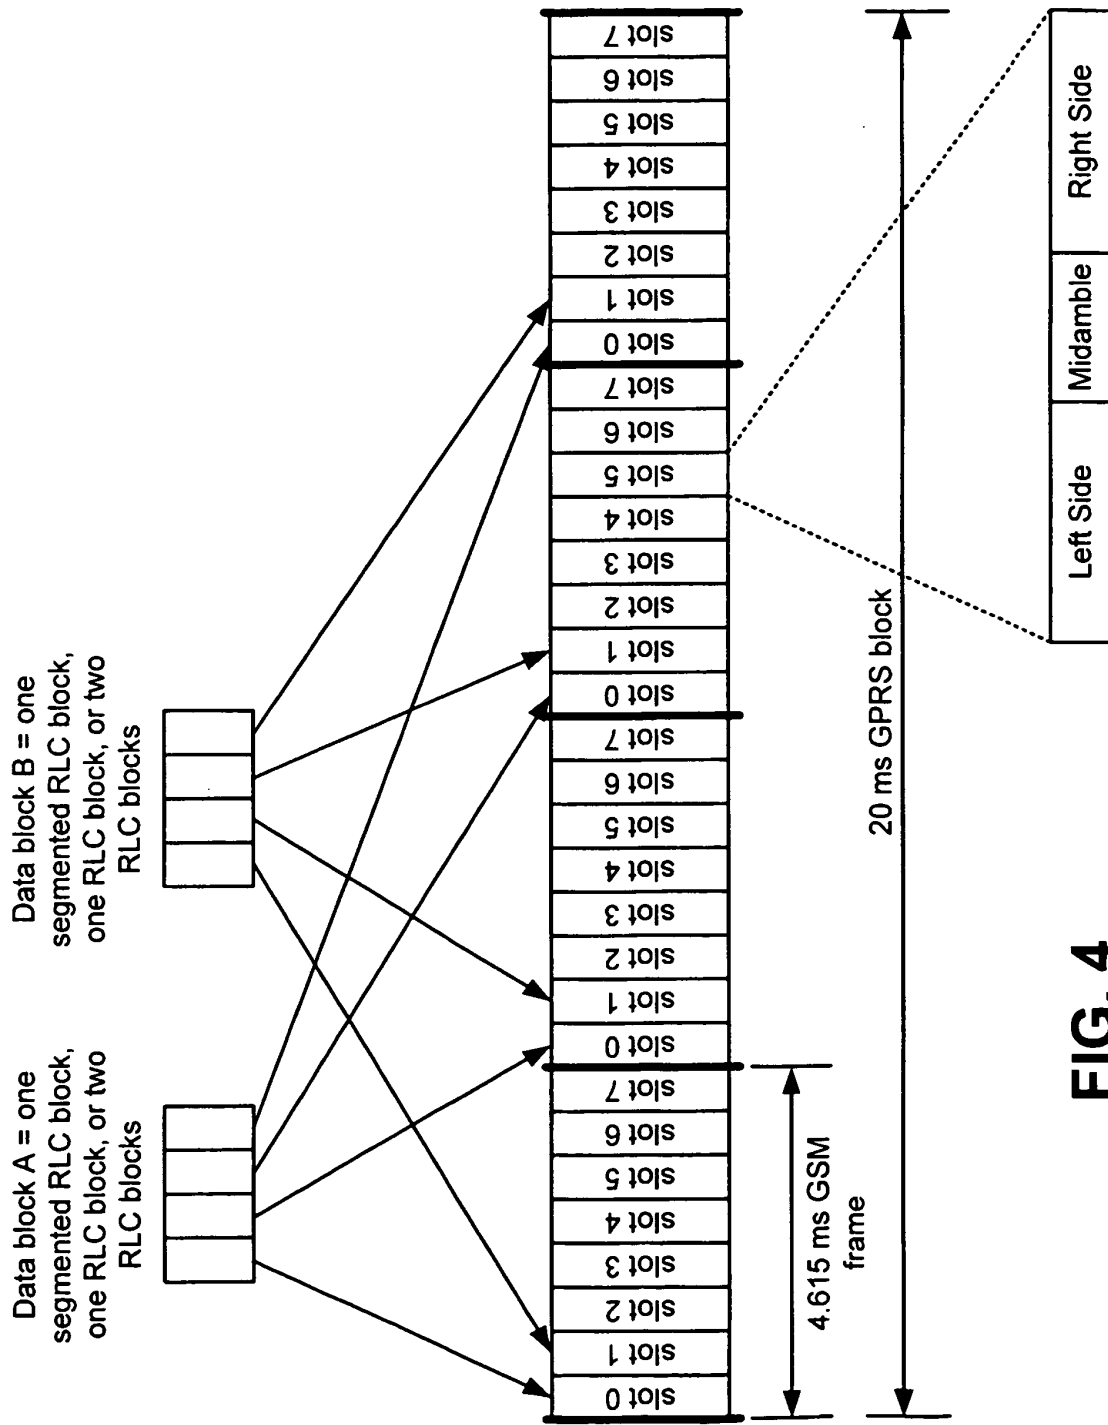 Data block A = one
segmented RLC block,
one RLC block, or two
RLC blocks
Data block B = one
segmented RLC block,
one RLC block, or two
RLC blocks
slot 0
slot 1
slot 2
slot 3
slot 4
slot 5
slot 6
slot 7
slot 0
slot 1
slot 2
slot 3
slot 4
slot 5
slot 6
slot 7
slot 0
slot 1
slot 2
slot 3
slot 4
slot 5
slot 6
slot 7
slot 0
slot 1
slot 2
slot 3
slot 4
slot 5
slot 6
slot 7
4.615 ms GSM
frame
20 ms GPRS block
Left Side
Midamble
Right Side
FIG. 4